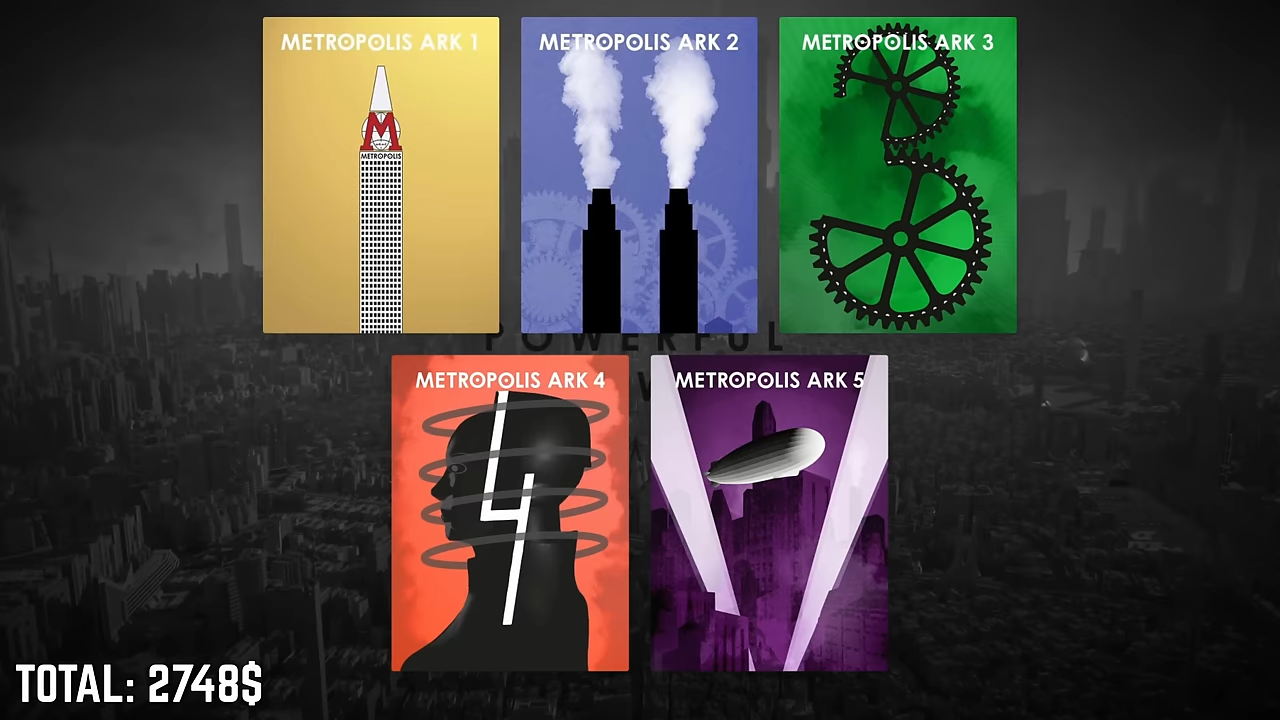 METROPOLIS ARK 1
METROPOLIS ARK 2
METROPOLIS ARK 3
M
METROPOLIS
POWERFUL
METROPOLIS ARK 4
METROPOLIS ARK 5
4
TOTAL: 2748$